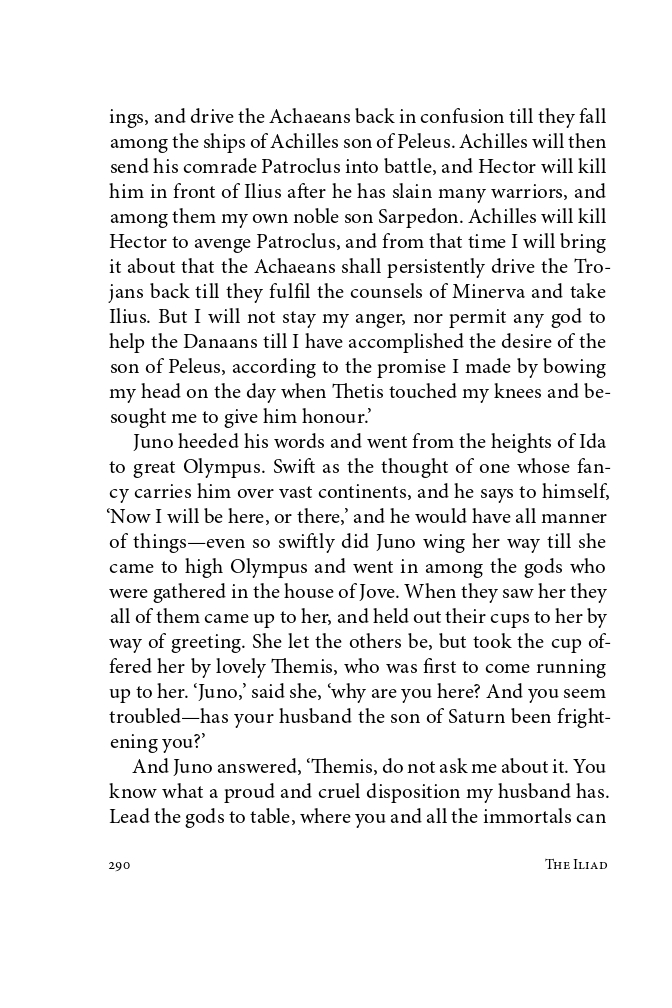 ings, and drive the Achaeans back in confusion till they fall
among the ships of Achilles son of Peleus. Achilles will then
send his comrade Patroclus into battle, and Hector will kill
him in front of Ilius after he has slain many warriors, and
among them my own noble son Sarpedon. Achilles will kill
Hector to avenge Patroclus, and from that time I will bring
it about that the Achaeans shall persistently drive the Tro-
jans back till they fulfil the counsels of Minerva and take
Ilius. But I will not stay my anger, nor permit any god to
help the Danaans till I have accomplished the desire of the
son of Peleus, according to the promise I made by bowing
my head on the day when Thetis touched my knees and be-
sought me to give him honour.’
Juno heeded his words and went from the heights of Ida
to great Olympus. Swift as the thought of one whose fan-
cy carries him over vast continents, and he says to himself,
‘Now I will be here, or there,’ and he would have all manner
of things—even so swiftly did Juno wing her way till she
came to high Olympus and went in among the gods who
were gathered in the house of Jove. When they saw her they
all of them came up to her, and held out their cups to her by
way of greeting. She let the others be, but took the cup of-
fered her by lovely Themis, who was first to come running
up to her. ‘Juno,’ said she, ‘why are you here? And you seem
troubled—has your husband the son of Saturn been fright-
ening you?’
And Juno answered, ‘Themis, do not ask me about it. You
know what a proud and cruel disposition my husband has.
Lead the gods to table, where you and all the immortals can
290 The Iliad